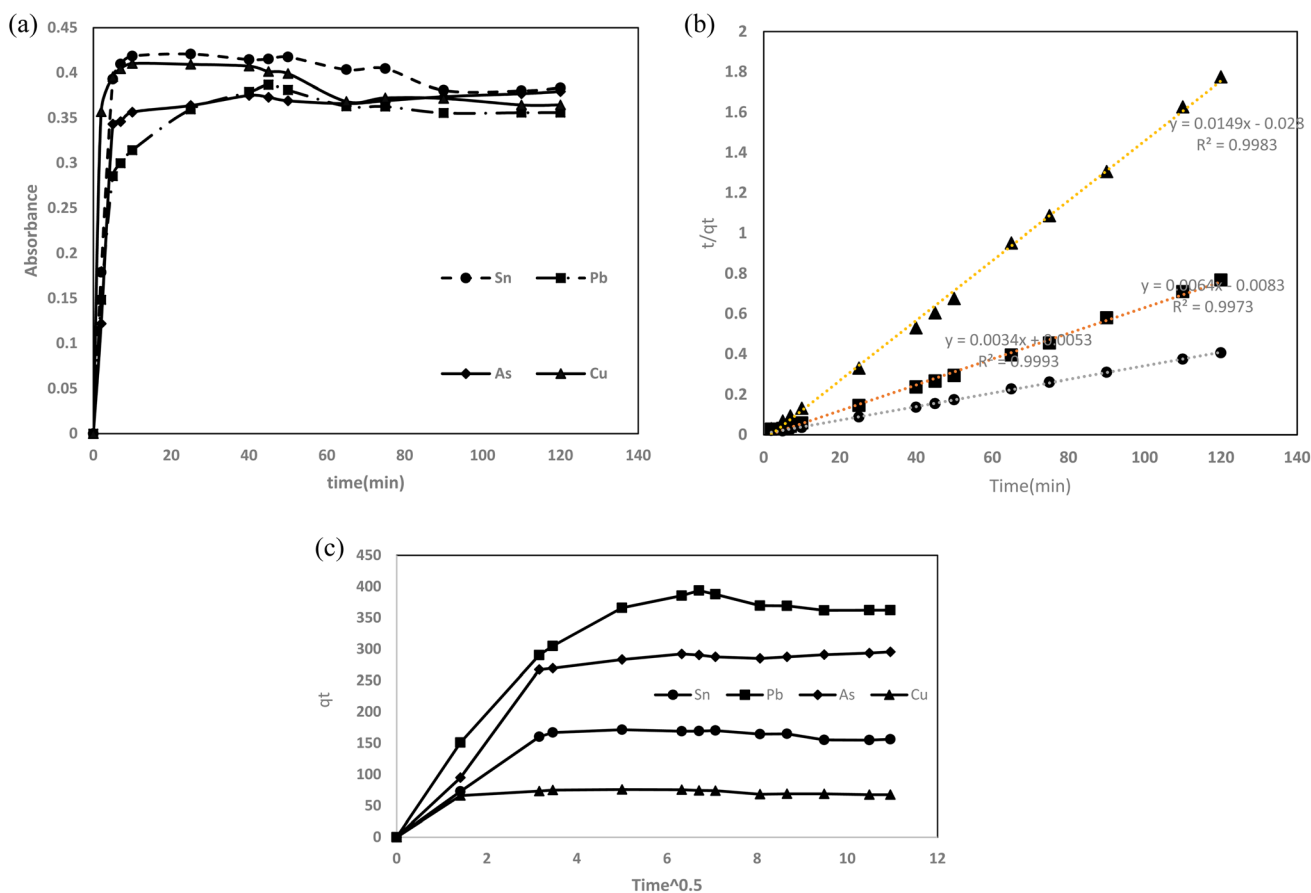 (a)
0.45
0.4
0.35
0.3
0.25
0.2
0.15
0.1
0.05
0
Absorbance
Sn
Pb
As
Cu
0 20 40 60 80 100 120 140
time(min)
(b)
2
1.8
1.6
1.4
1.2
1
0.8
0.6
0.4
0.2
0
t/qt
y = 0.0149x - 0.028
R² = 0.9983
y = 0.0064x - 0.0083
R² = 0.9973
y = 0.0034x + 0.0053
R² = 0.9993
0 20 40 60 80 100 120 140
Time(min)
(c)
450
400
350
300
250
200
150
100
50
0
qt
Sn Pb As Cu
0 2 4 6 8 10 12
Time^0.5